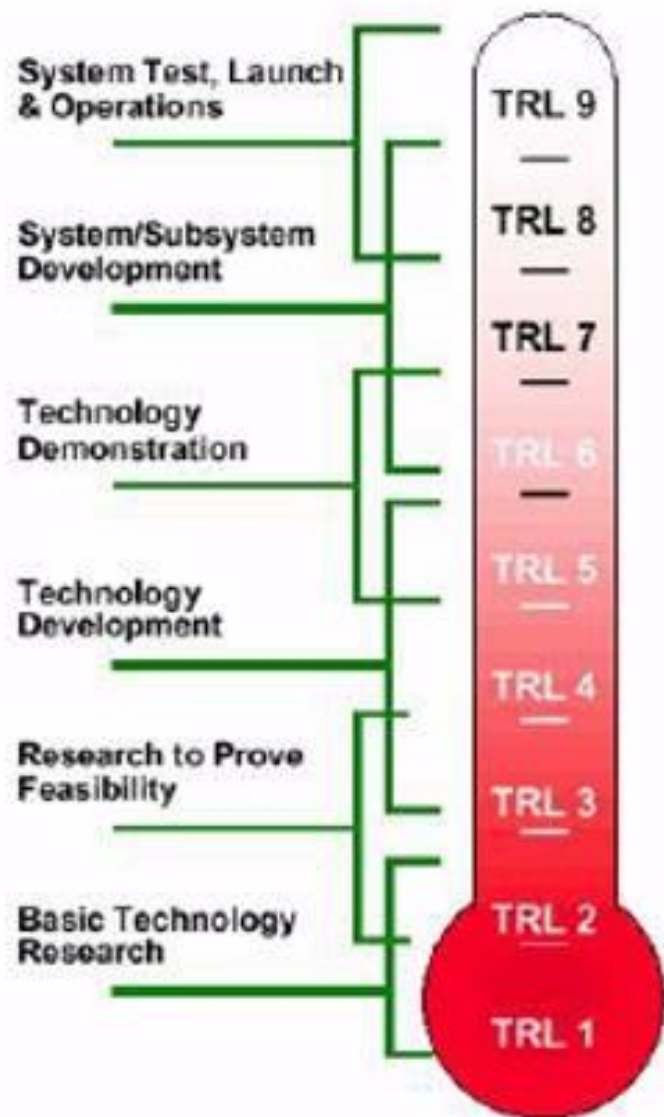 System Test, Launch
& Operations
System/Subsystem
Development
Technology
Demonstration
Technology
Development
Research to Prove
Feasibility
Basic Technology
Research
TRL 9
TRL 8
TRL 7
TRL 6
TRL 5
TRL 4
TRL 3
TRL 2
TRL 1